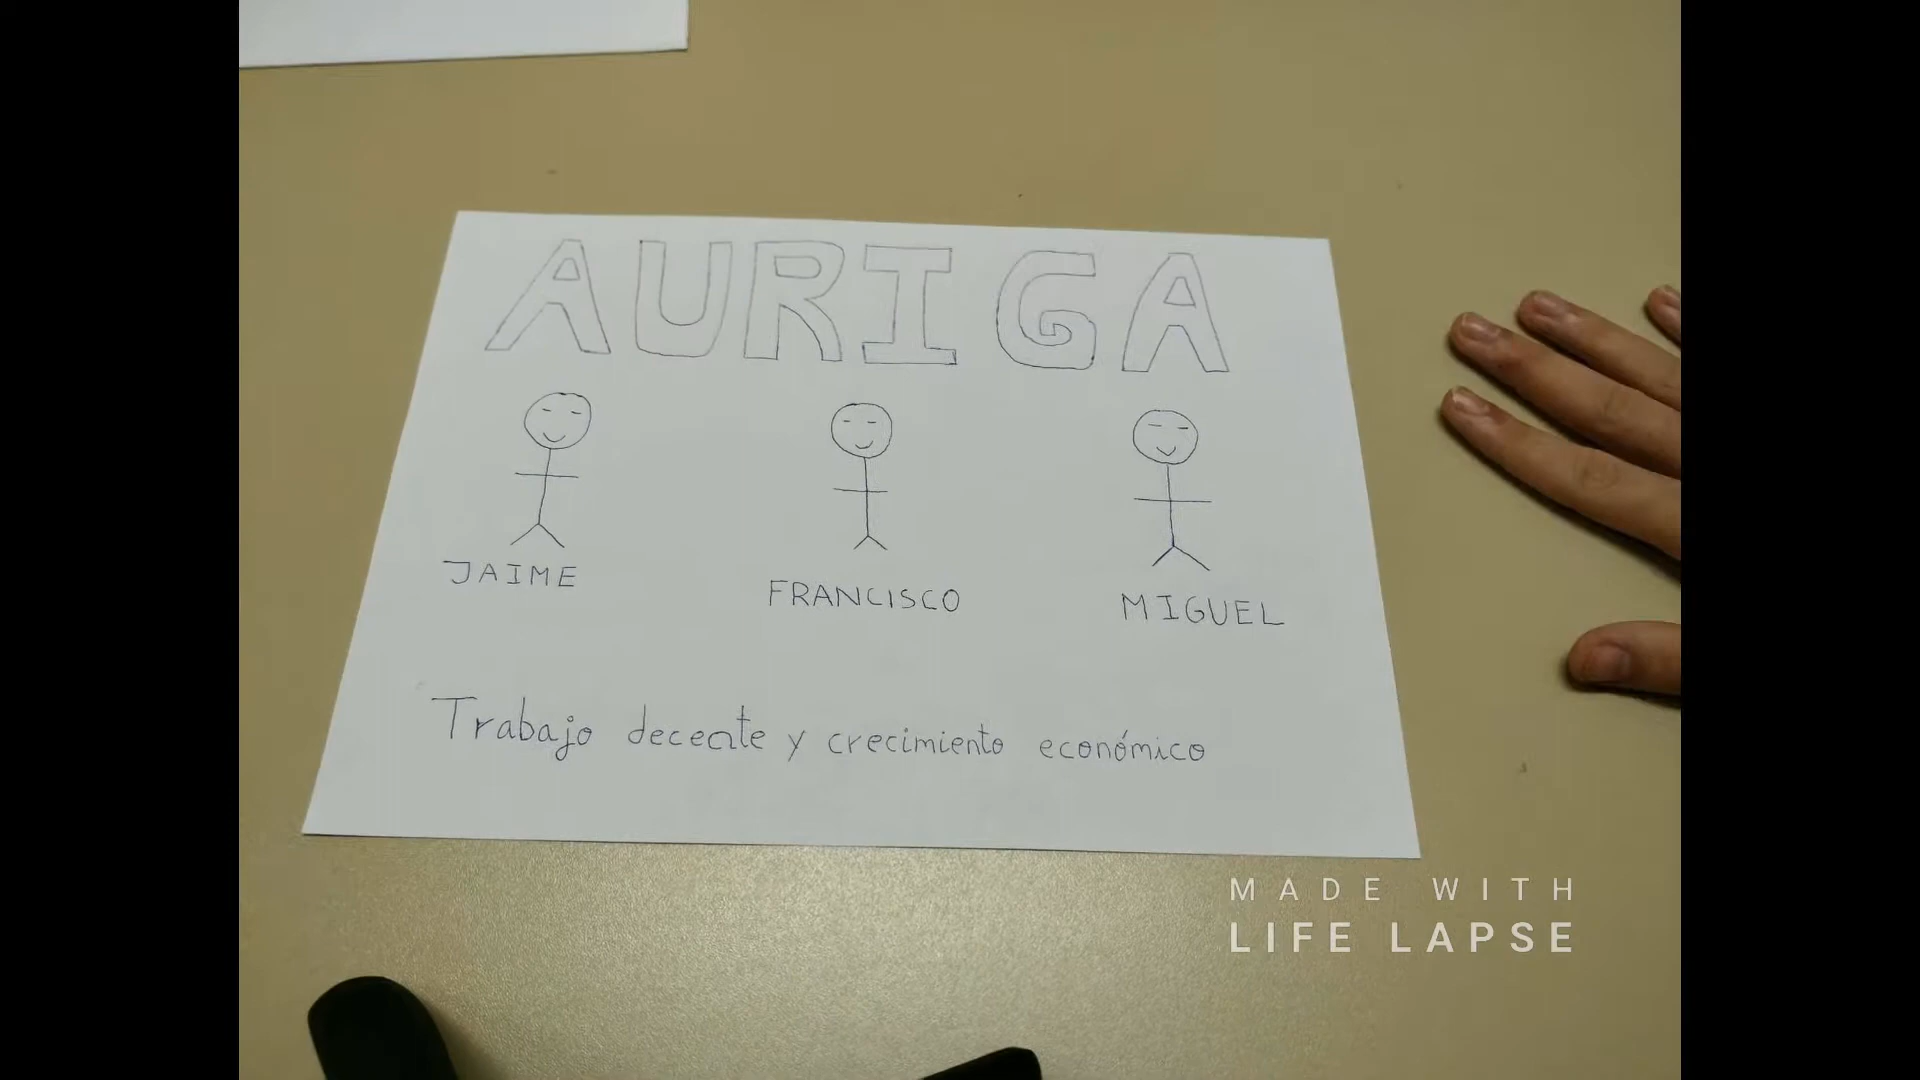 AURIGA
JAIME
FRANCISCO
MIGUEL
Trabajo decente y crecimiento económico
MADE WITH
LIFE LAPSE